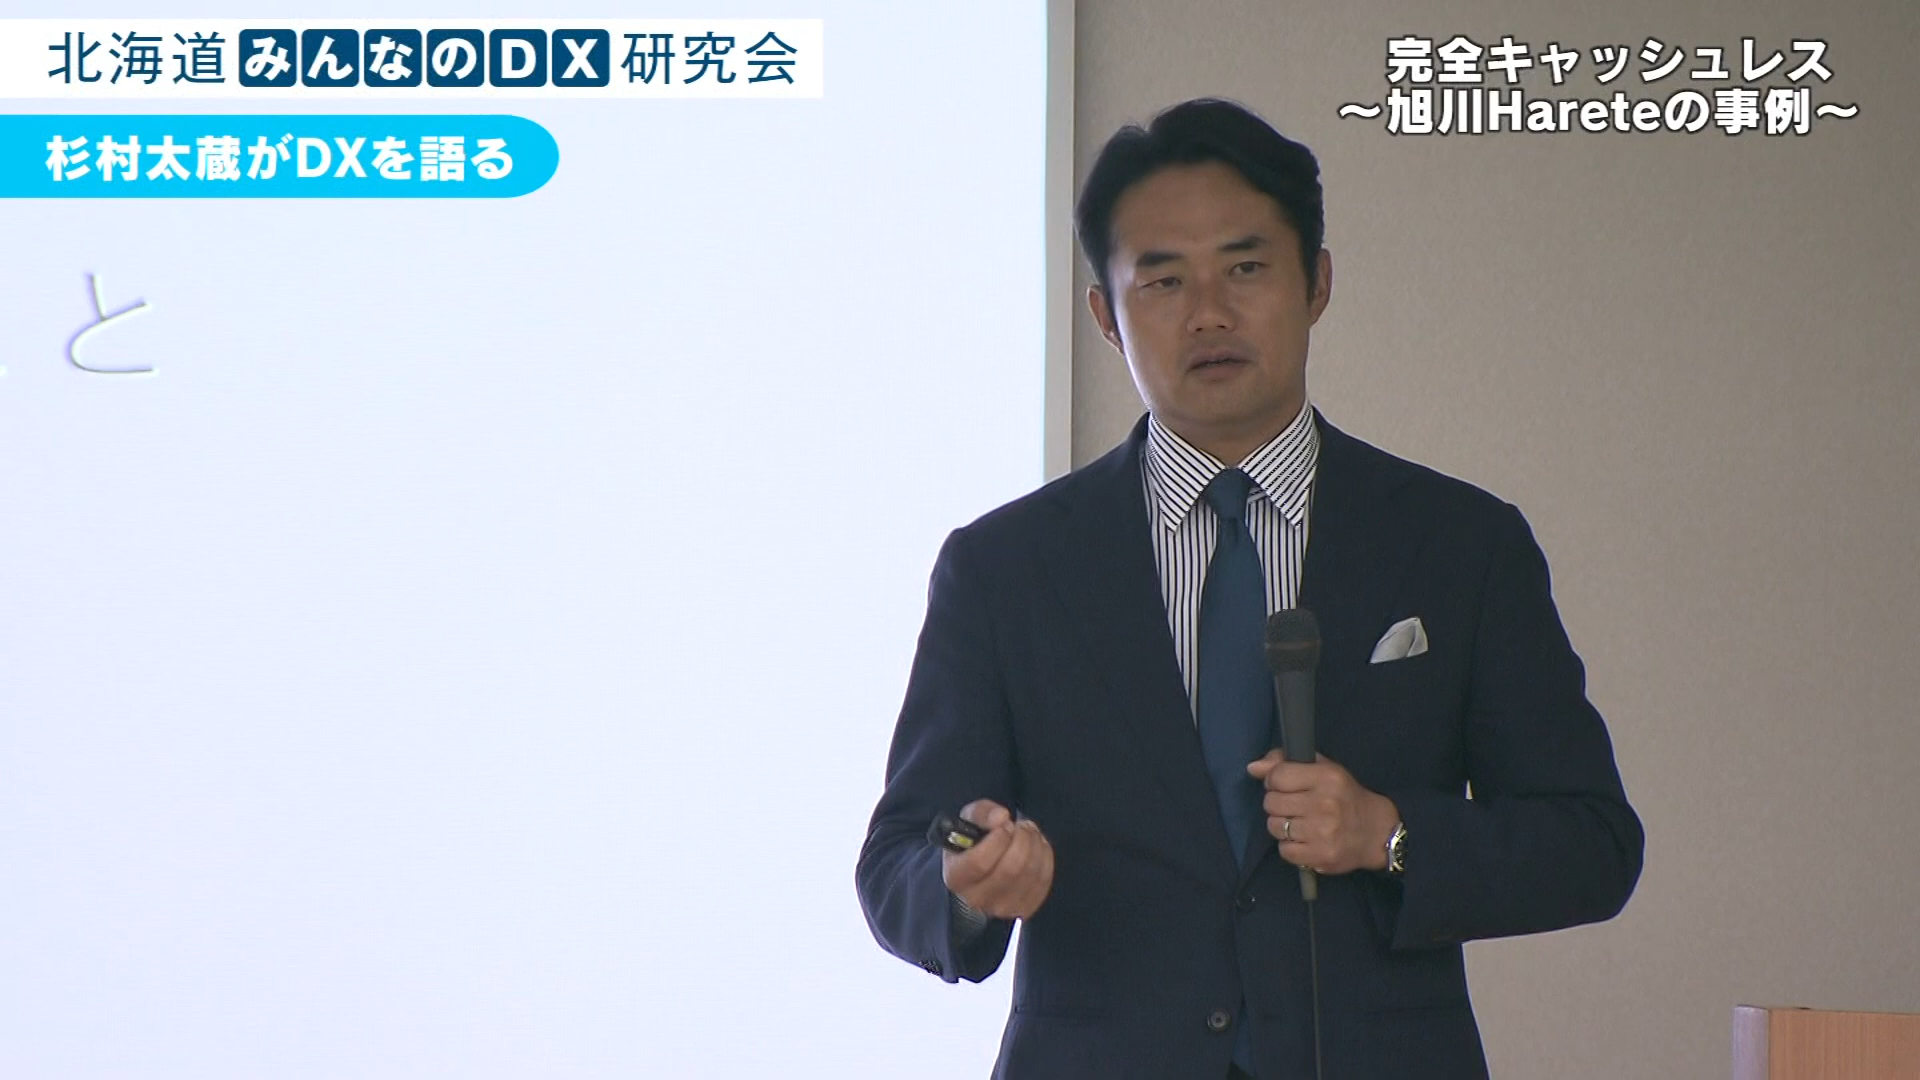 北海道みんなのDX研究会
完全キャッシュレス
～旭川Hareteの事例～
杉村太蔵がDXを語る
と